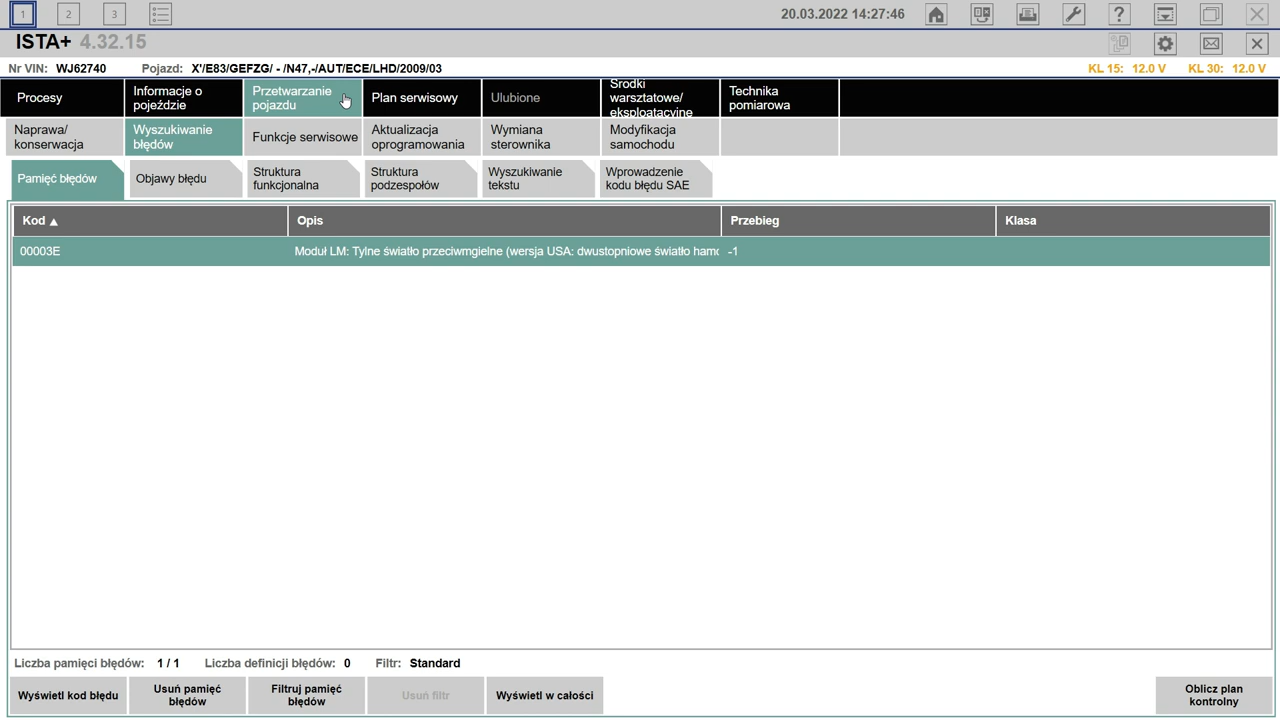 1 2 3 20.03.2022 14:27:46
ISTA+ 4.32.15
Nr VIN: WJ62740 Pojazd: X'/E83/GEFZG/ - /N47,-/AUT/ECE/LHD/2009/03 KL 15: 12.0 V KL 30: 12.0 V
Procesy
Informacje o
pojeździe
Przetwarzanie
pojazdu
Plan serwisowy
Ulubione
Środki
warsztatowe/
eksploatacyjne
Technika
pomiarowa
Naprawa/
konserwacja
Wyszukiwanie
błędów
Funkcje serwisowe
Aktualizacja
oprogramowania
Wymiana
sterownika
Modyfikacja
samochodu
Pamięć błędów
Objawy błędu
Struktura
funkcjonalna
Struktura
podzespołów
Wyszukiwanie
tekstu
Wprowadzenie
kodu błędu SAE
Kod ▲ Opis Przebieg Klasa
00003E Moduł LM: Tylne światło przeciwmgielne (wersja USA: dwustopniowe światło hamo -1
Liczba pamięci błędów: 1 / 1 Liczba definicji błędów: 0 Filtr: Standard
Wyświetl kod błędu
Usuń pamięć
błędów
Filtruj pamięć
błędów
Usuń filtr
Wyświetl w całości
Oblicz plan
kontrolny